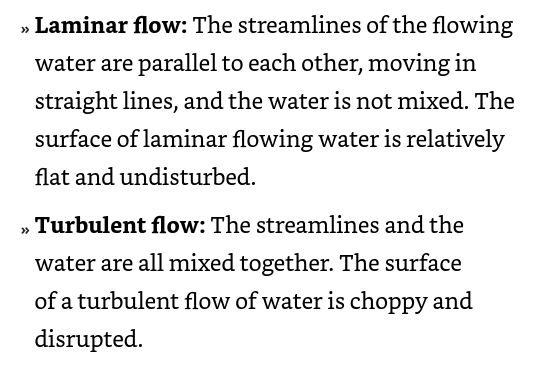 » Laminar flow: The streamlines of the flowing
water are parallel to each other, moving in
straight lines, and the water is not mixed. The
surface of laminar flowing water is relatively
flat and undisturbed.
» Turbulent flow: The streamlines and the
water are all mixed together. The surface
of a turbulent flow of water is choppy and
disrupted.